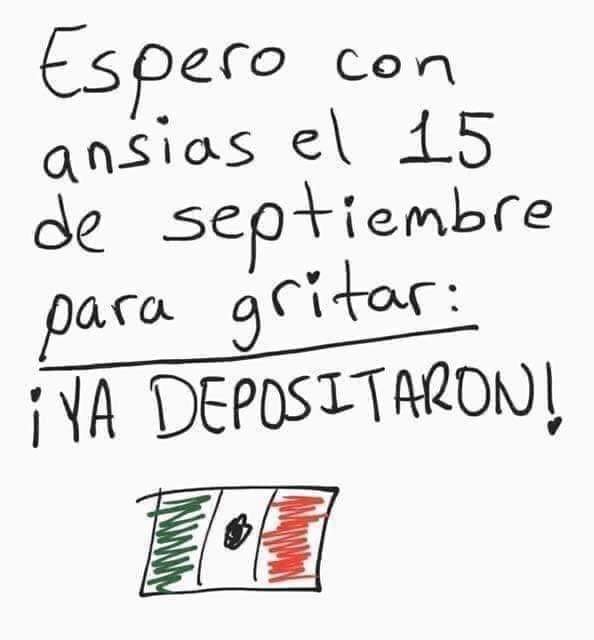 Espero con
ansias el 15
de septiembre
para gritar:
¡YA DEPOSITARON!